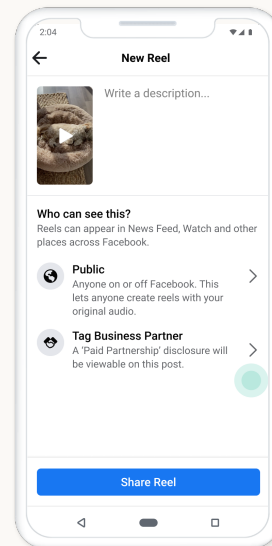 2:04
New Reel
Write a description...
Who can see this?
Reels can appear in News Feed, Watch and other
places across Facebook.
Public
Anyone on or off Facebook. This
lets anyone create reels with your
original audio.
Tag Business Partner
A 'Paid Partnership' disclosure will
be viewable on this post.
Share Reel